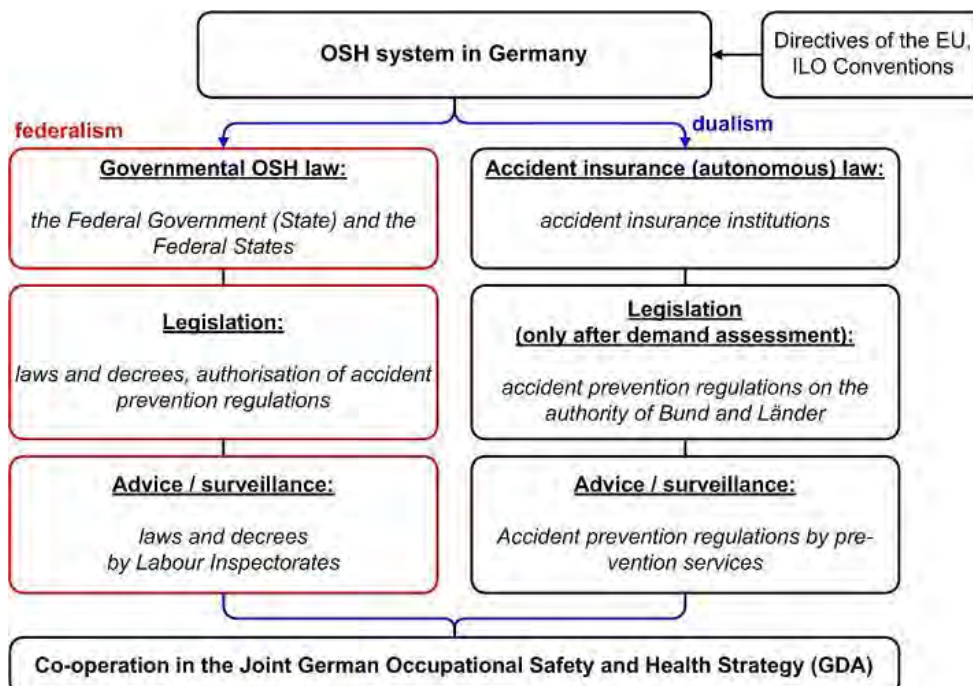 OSH system in Germany
Directives of the EU,
ILO Conventions
federalism
dualism
Governmental OSH law:
the Federal Government (State) and the
Federal States
Accident insurance (autonomous) law:
accident insurance institutions
Legislation:
laws and decrees, authorisation of accident
prevention regulations
Legislation
(only after demand assessment):
accident prevention regulations on the
authority of Bund and Länder
Advice / surveillance:
laws and decrees
by Labour Inspectorates
Advice / surveillance:
Accident prevention regulations by pre-
vention services
Co-operation in the Joint German Occupational Safety and Health Strategy (GDA)